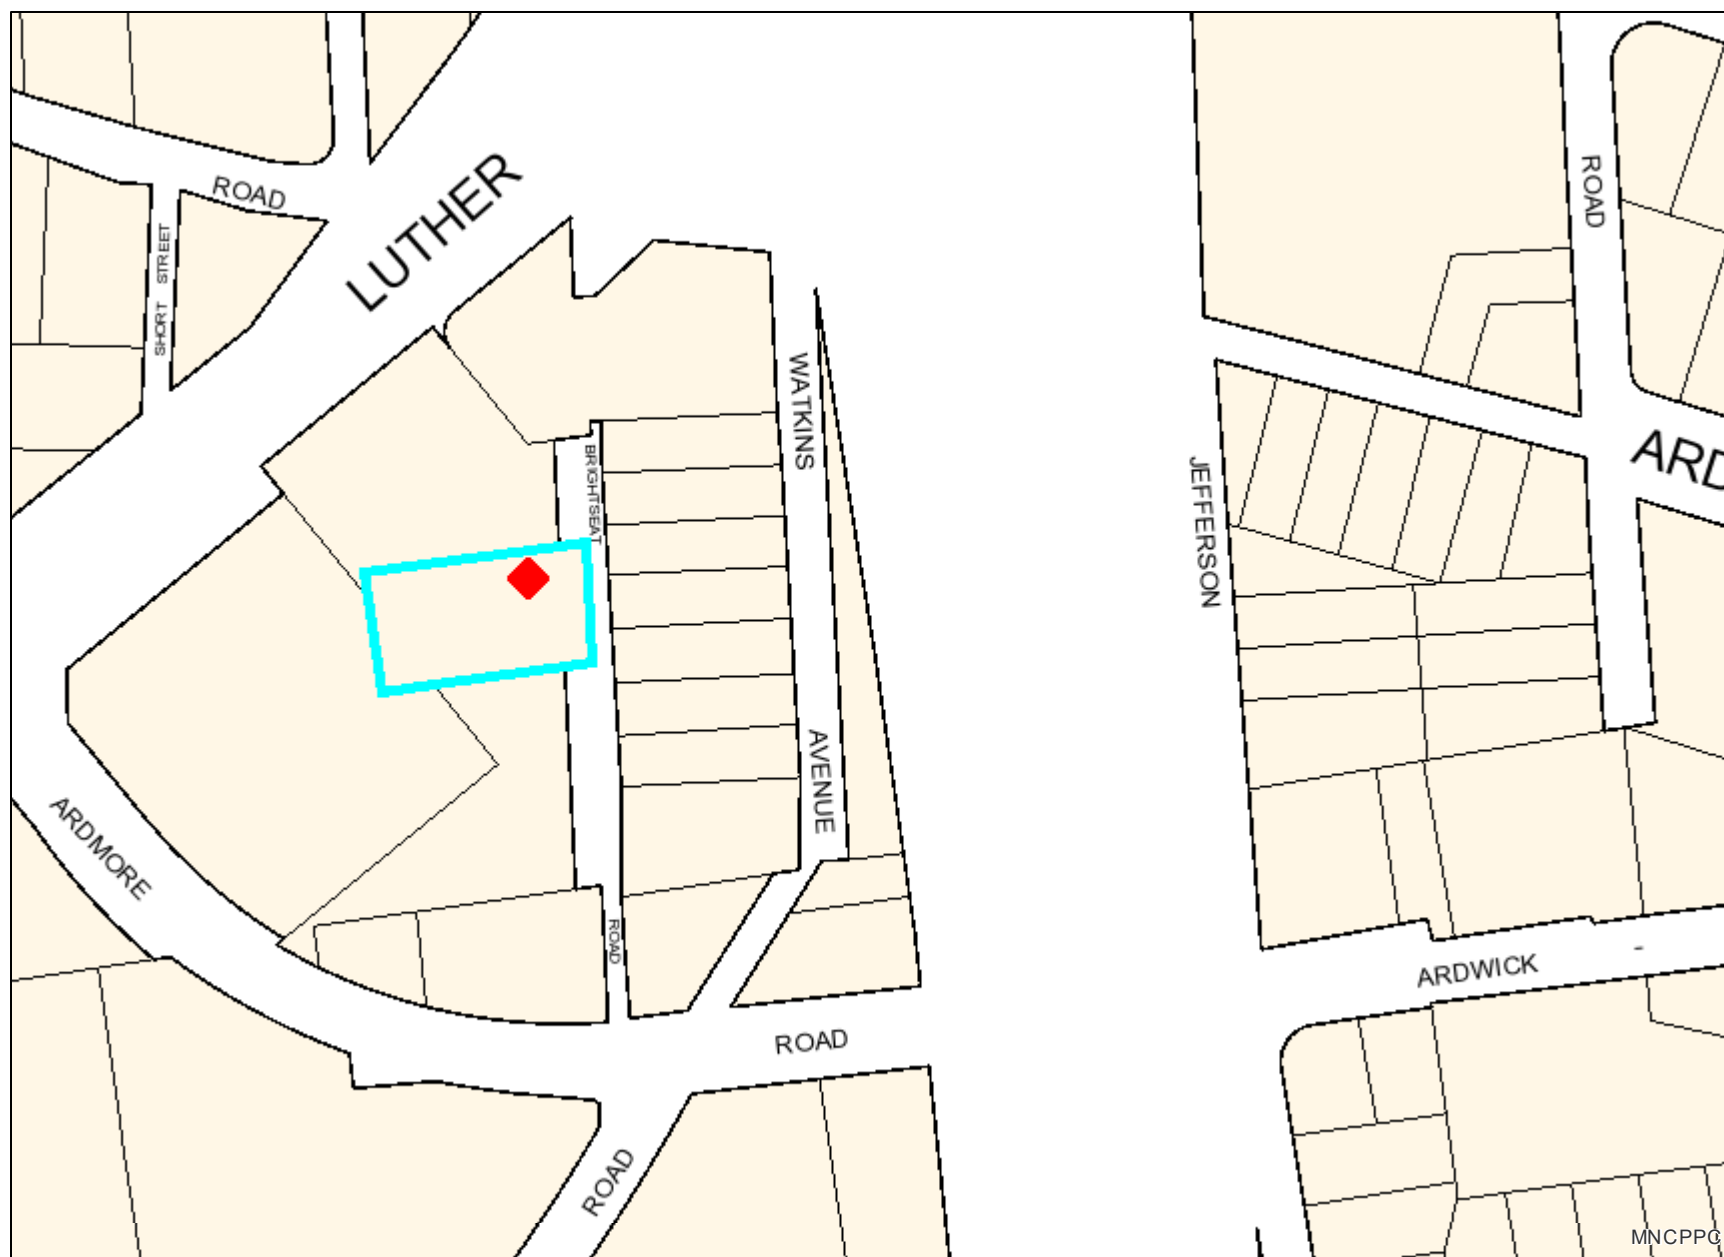 ROAD
LUTHER
SHORT STREET
ROAD
WATKINS
BRIGHTSEAT
JEFFERSON
ARD
AVENUE
ARDMORE
ROAD
ARDWICK -
ROAD
ROAD
MNCPPC